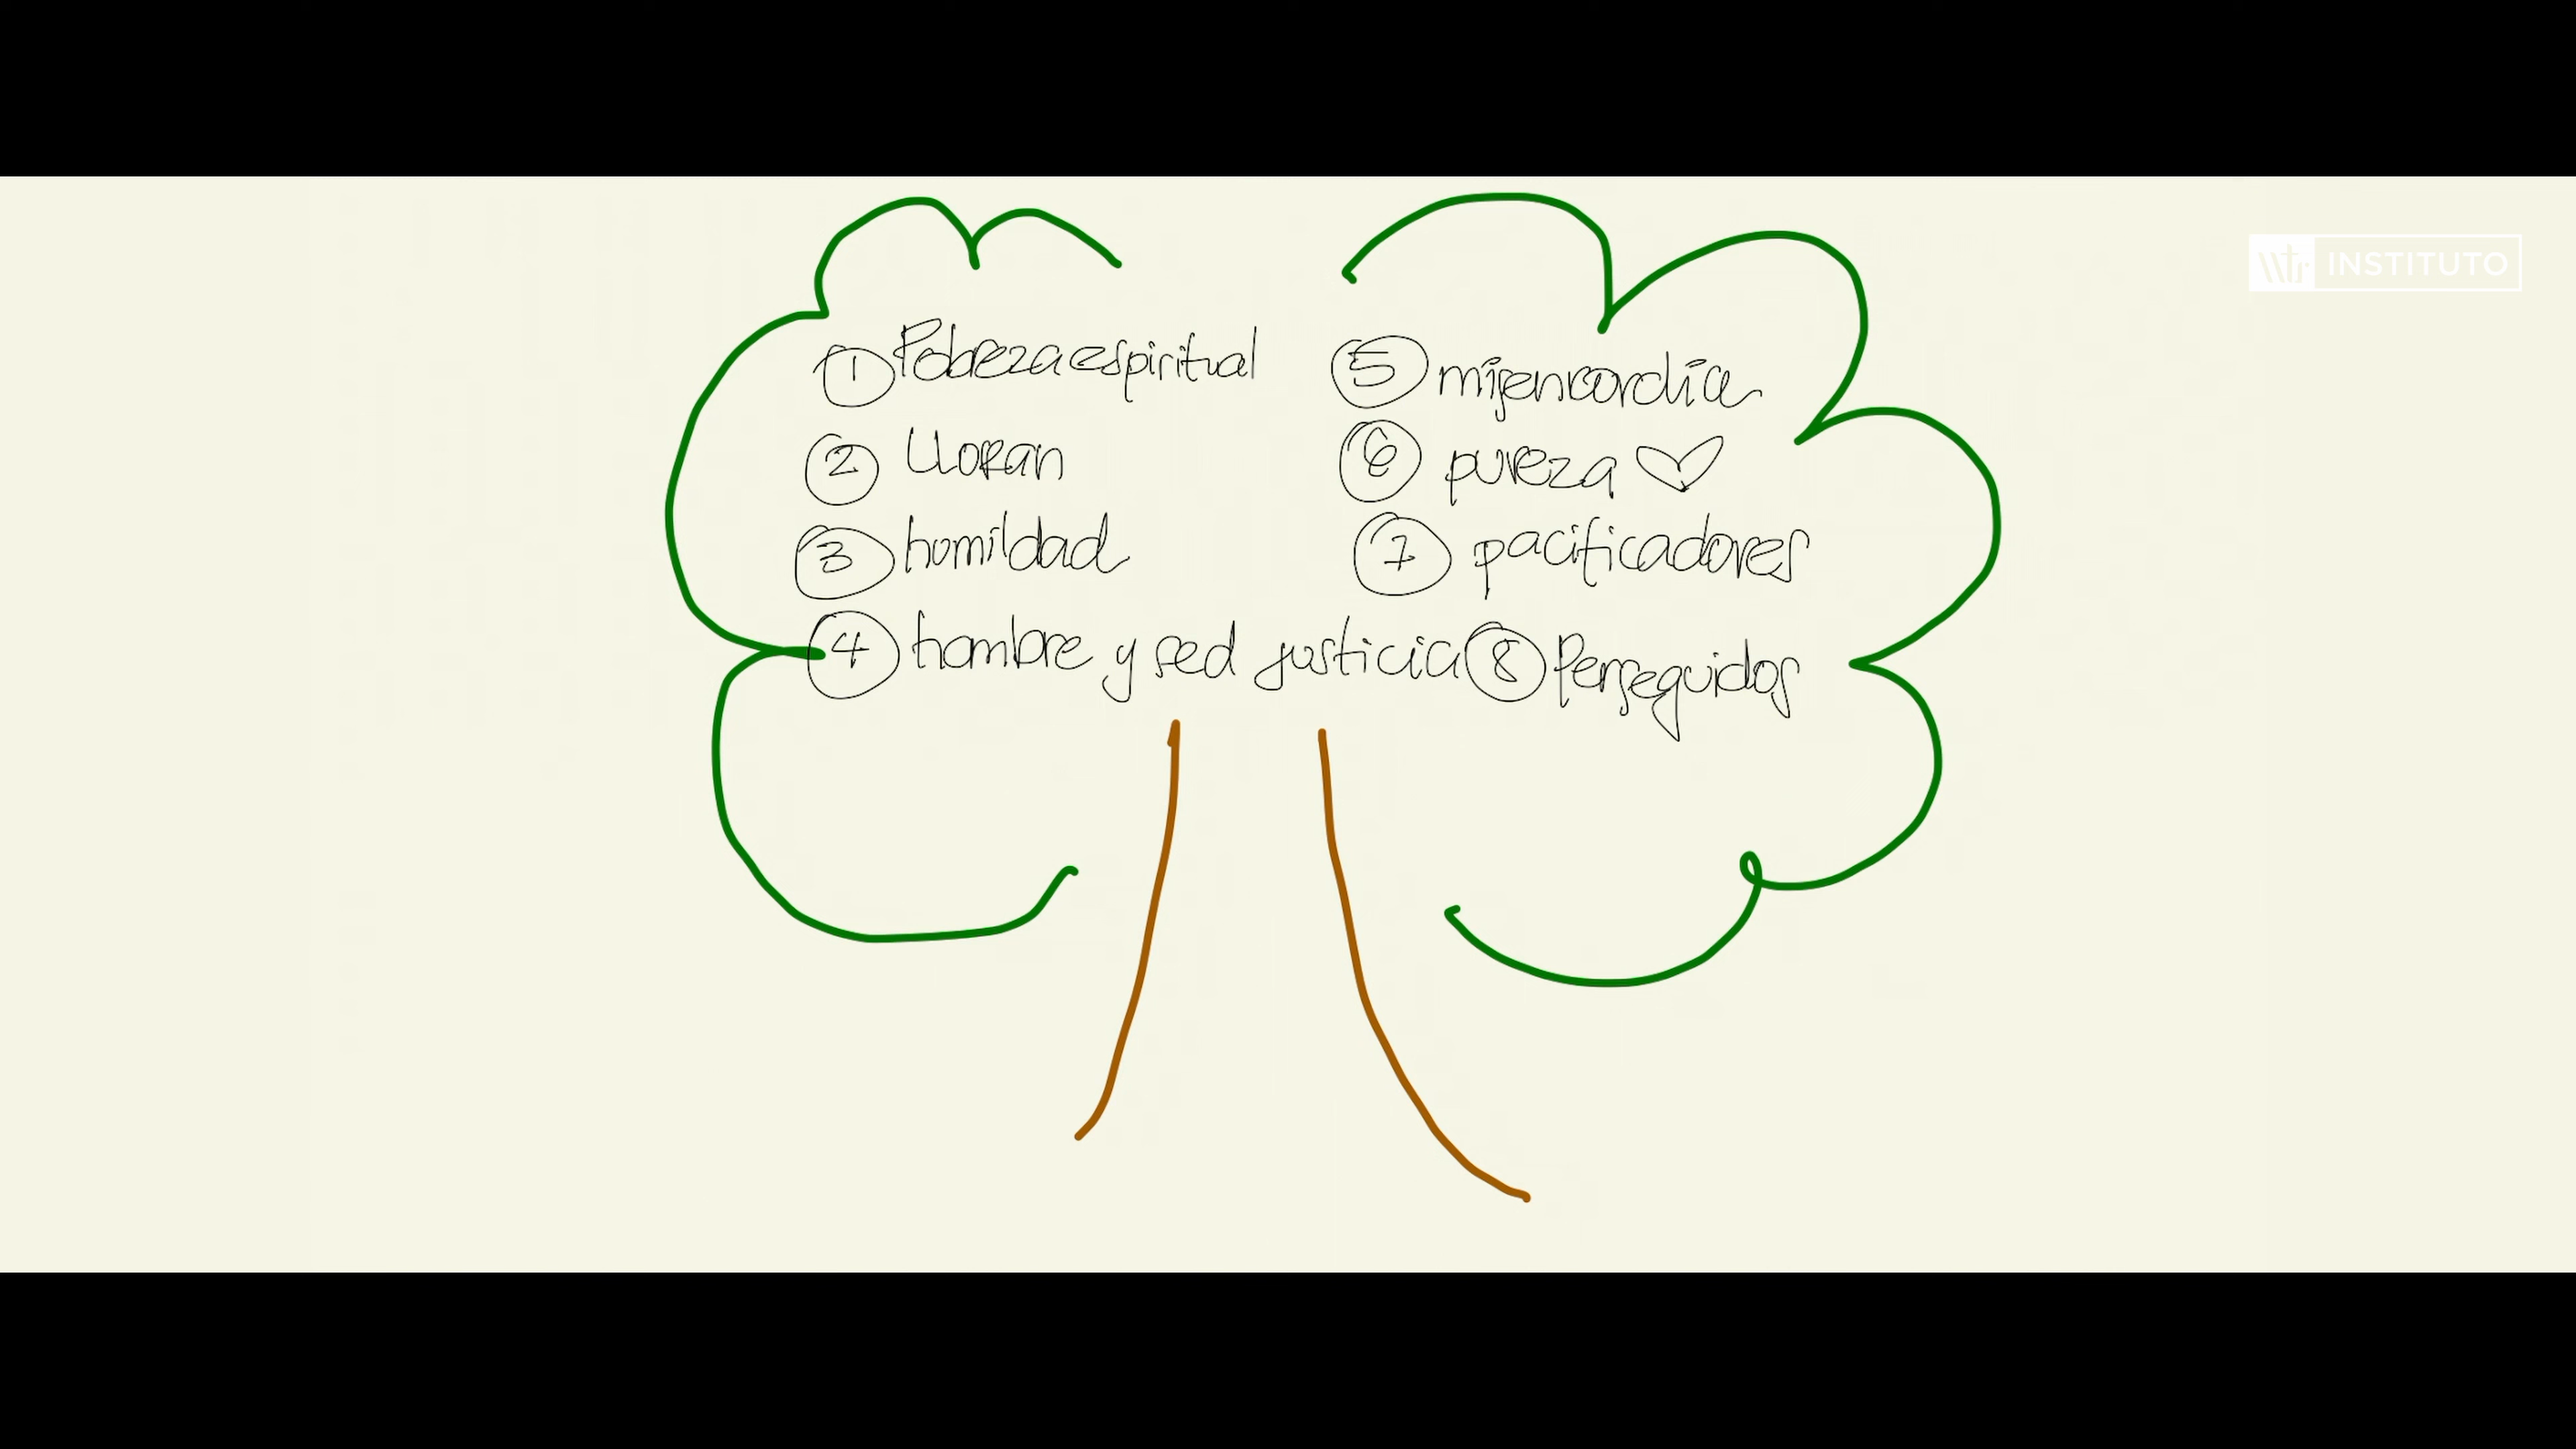 INSTITUTO
① Pobreza espiritual
② Lloran
③ humildad
④ hambre y sed justicia
⑤ misericordia
⑥ pureza ♡
⑦ pacificadores
⑧ Perseguidos